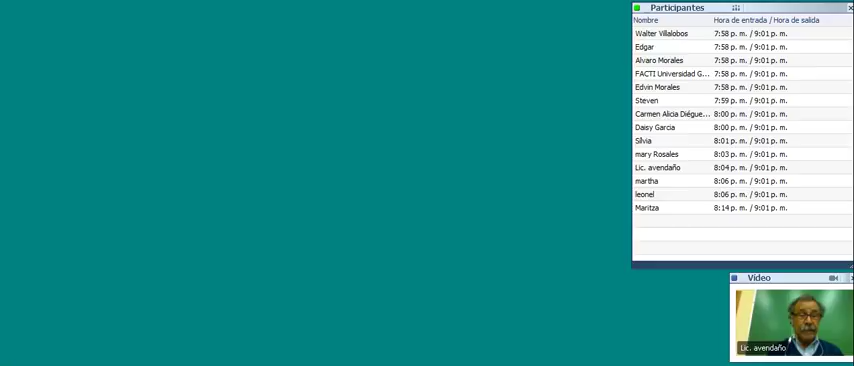 Participantes
Nombre Hora de entrada / Hora de salida
Walter Villalobos 7:58 p. m. / 9:01 p. m.
Edgar 7:58 p. m. / 9:01 p. m.
Alvaro Morales 7:58 p. m. / 9:01 p. m.
FACTI Universidad G... 7:58 p. m. / 9:01 p. m.
Edvin Morales 7:58 p. m. / 9:01 p. m.
Steven 7:59 p. m. / 9:01 p. m.
Carmen Alicia Diégue... 8:00 p. m. / 9:01 p. m.
Daisy Garcia 8:00 p. m. / 9:01 p. m.
Sílvia 8:01 p. m. / 9:01 p. m.
mary Rosales 8:03 p. m. / 9:01 p. m.
Lic. avendaño 8:04 p. m. / 9:01 p. m.
martha 8:06 p. m. / 9:01 p. m.
leonel 8:06 p. m. / 9:01 p. m.
Maritza 8:14 p. m. / 9:01 p. m.
Video
Lic. avendaño